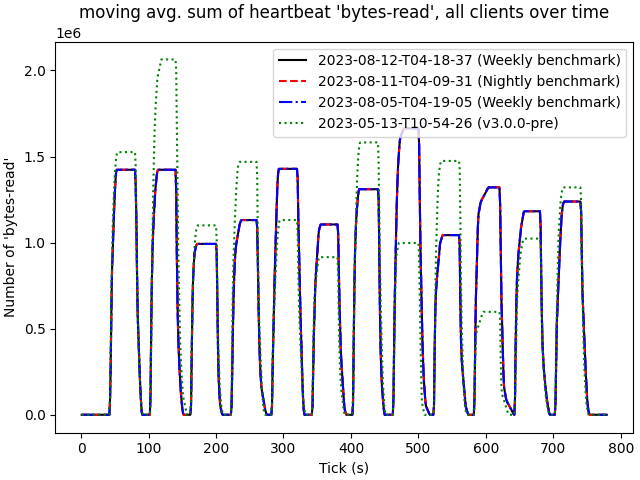 moving avg. sum of heartbeat 'bytes-read', all clients over time
1e6
2023-08-12-T04-18-37 (Weekly benchmark)
2023-08-11-T04-09-31 (Nightly benchmark)
2023-08-05-T04-19-05 (Weekly benchmark)
2023-05-13-T10-54-26 (v3.0.0-pre)
Number of 'bytes-read'
2.0
1.5
1.0
0.5
0.0
0 100 200 300 400 500 600 700 800
Tick (s)